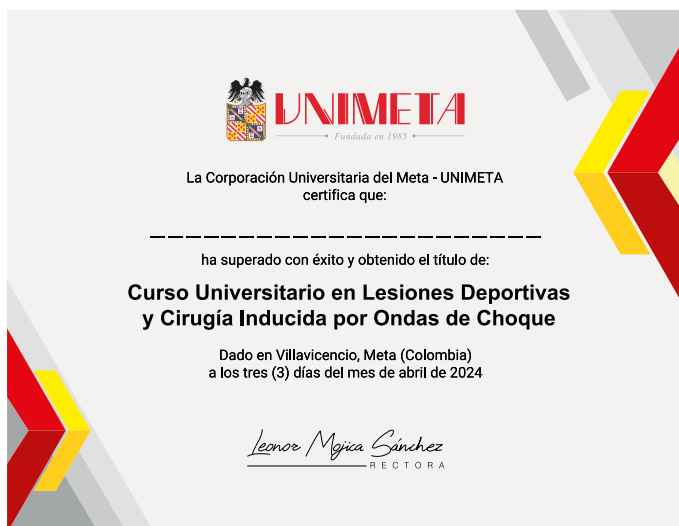 UNIMETA
Fundada en 1985
La Corporación Universitaria del Meta - UNIMETA
certifica que:
ha superado con éxito y obtenido el título de:
Curso Universitario en Lesiones Deportivas
y Cirugía Inducida por Ondas de Choque
Dado en Villavicencio, Meta (Colombia)
a los tres (3) días del mes de abril de 2024
Leonor Mojica Sánchez
RECTORA